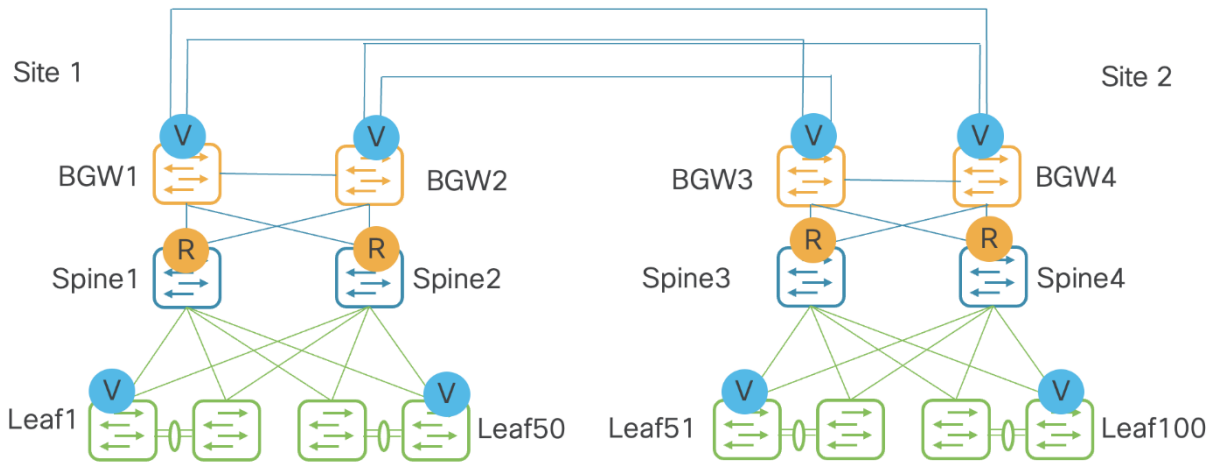 Site 1
Site 2
V
V
V
V
BGW1
BGW2
BGW3
BGW4
R
R
R
R
Spine1
Spine2
Spine3
Spine4
V
V
V
V
Leaf1
Leaf50
Leaf51
Leaf100